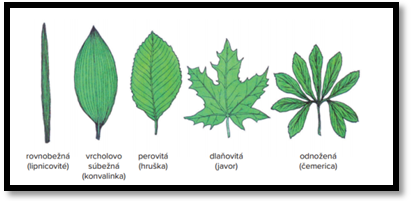 rovnobežná
(lipnicovité)
vrcholovo
súbežná
(konvalinka)
perovitá
(hruška)
dlaňovitá
(javor)
odnožená
(čemerica)